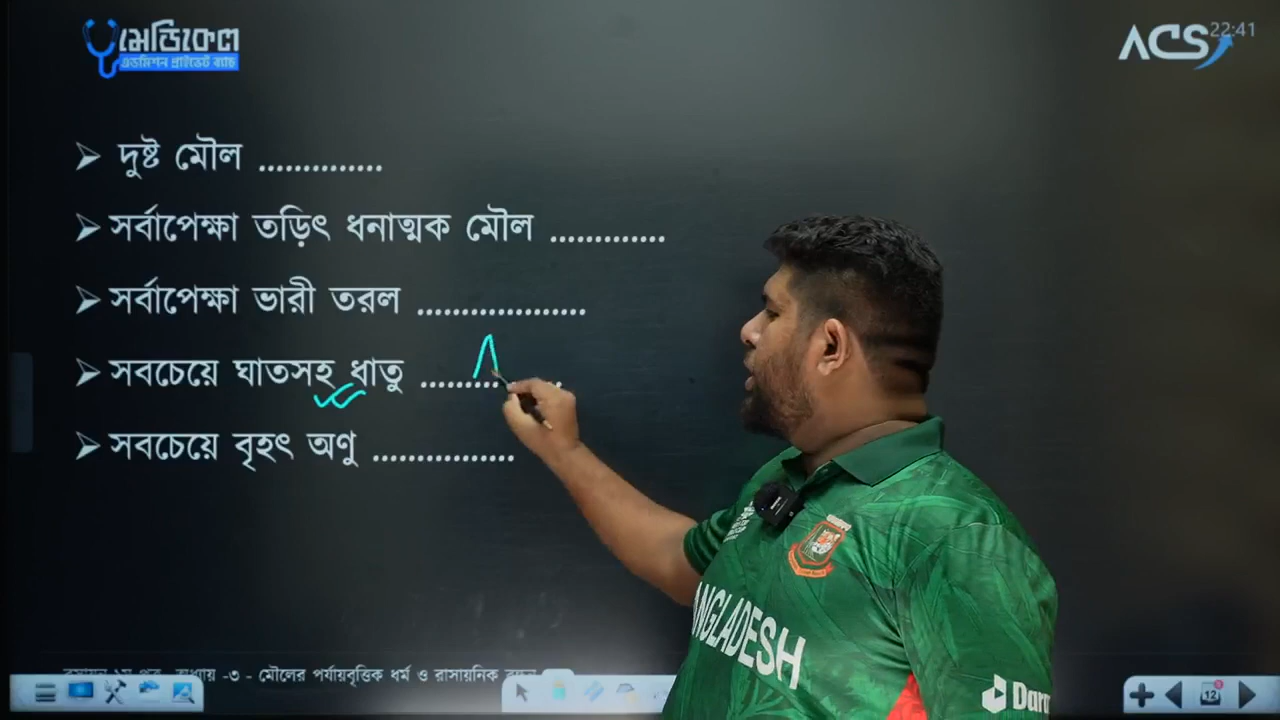 মেডিকেল
এডমিশন প্রাইভেট ব্যাচ
ACS
22:41
➢ দুষ্ট মৌল .............
➢ সর্বাপেক্ষা তড়িৎ ধনাত্মক মৌল .............
➢ সর্বাপেক্ষা ভারী তরল ...................
➢ সবচেয়ে ঘাতসহ ধাতু ................
➢ সবচেয়ে বৃহৎ অণু ................
-৩ - মৌলের পর্যায়বৃত্তিক ধর্ম ও রাসায়নিক
12
BANGLADESH